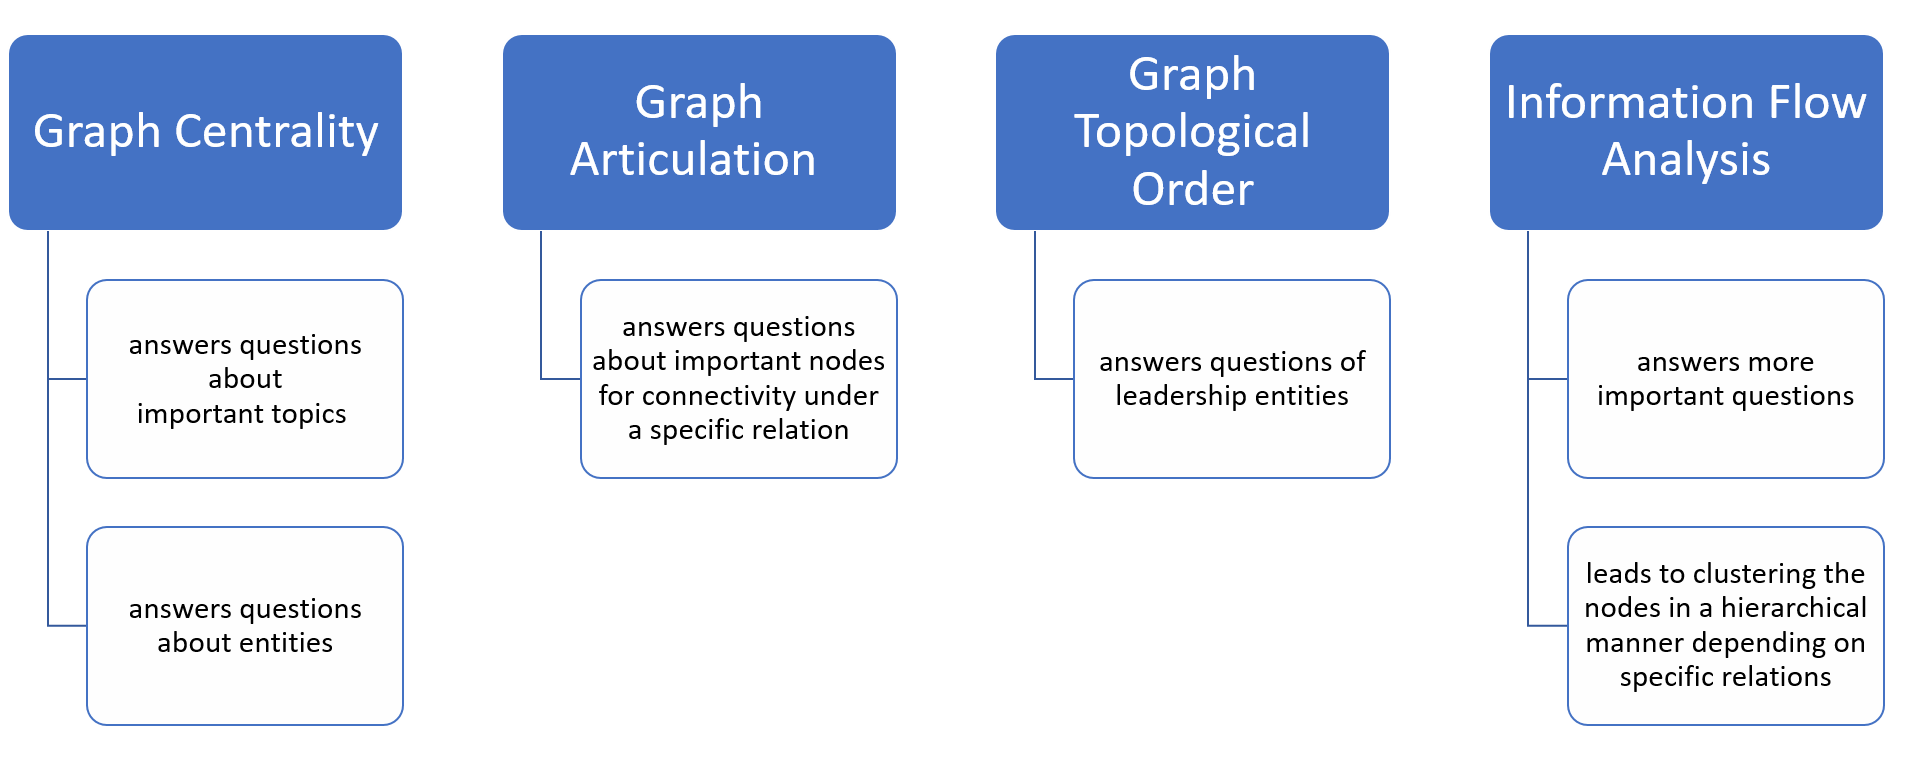 Graph Centrality
answers questions
about
important topics
answers questions
about entities
Graph
Articulation
answers questions
about important nodes
for connectivity under
a specific relation
Graph
Topological
Order
answers questions of
leadership entities
Information Flow
Analysis
answers more
important questions
leads to clustering the
nodes in a hierarchical
manner depending on
specific relations